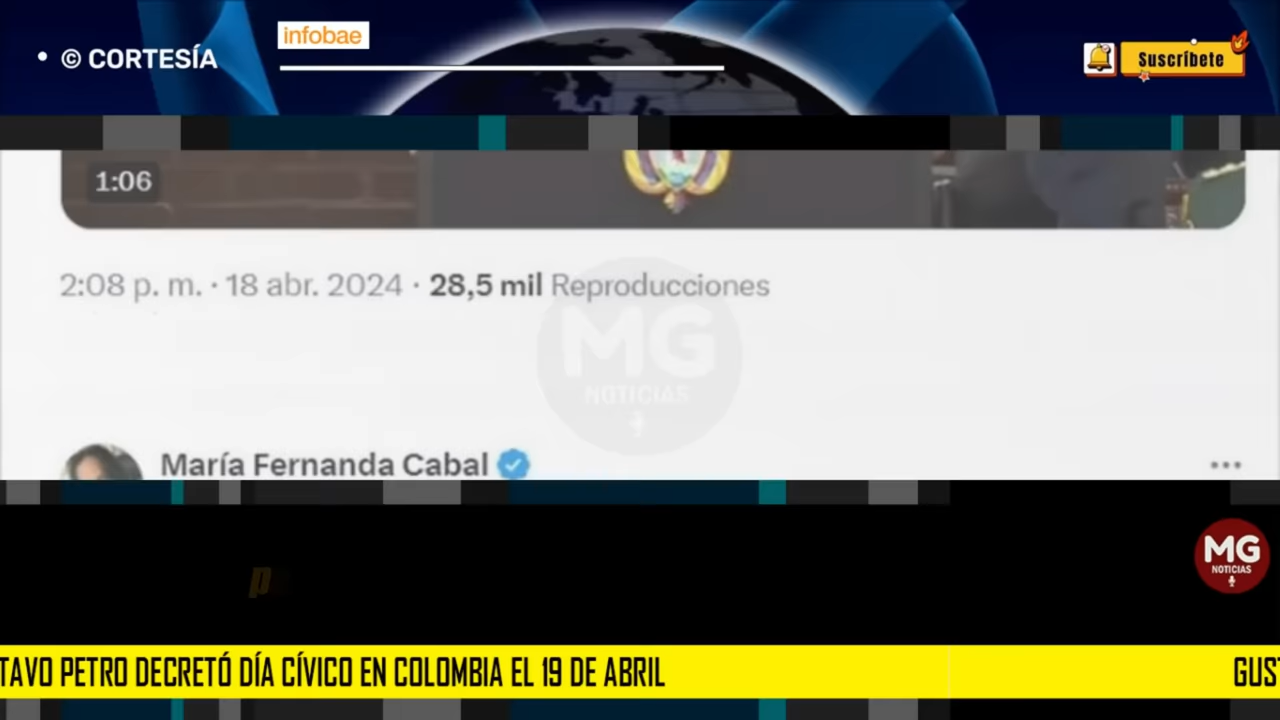 infobae
• © CORTESÍA
Suscríbete
1:06
2:08 p. m. · 18 abr. 2024 · 28,5 mil Reproducciones
MG
NOTICIAS
María Fernanda Cabal
p
MG
NOTICIAS
TAVO PETRO DECRETÓ DÍA CÍVICO EN COLOMBIA EL 19 DE ABRIL
GUS